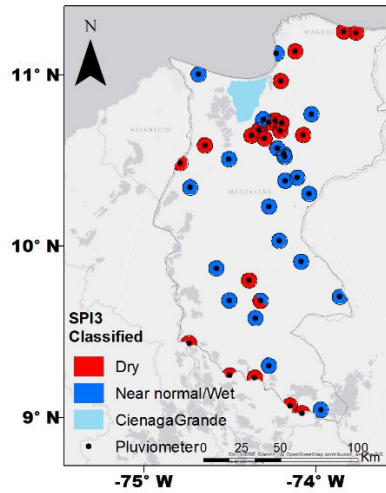 MAGDALENA
11° N
ATLANTICO
MAGDALENA
10° N
SPI3
Classified
Dry
Near normal/Wet
CienagaGrande
Pluviometer
0 25 50 100
Km
9° N
-75° W
-74° W